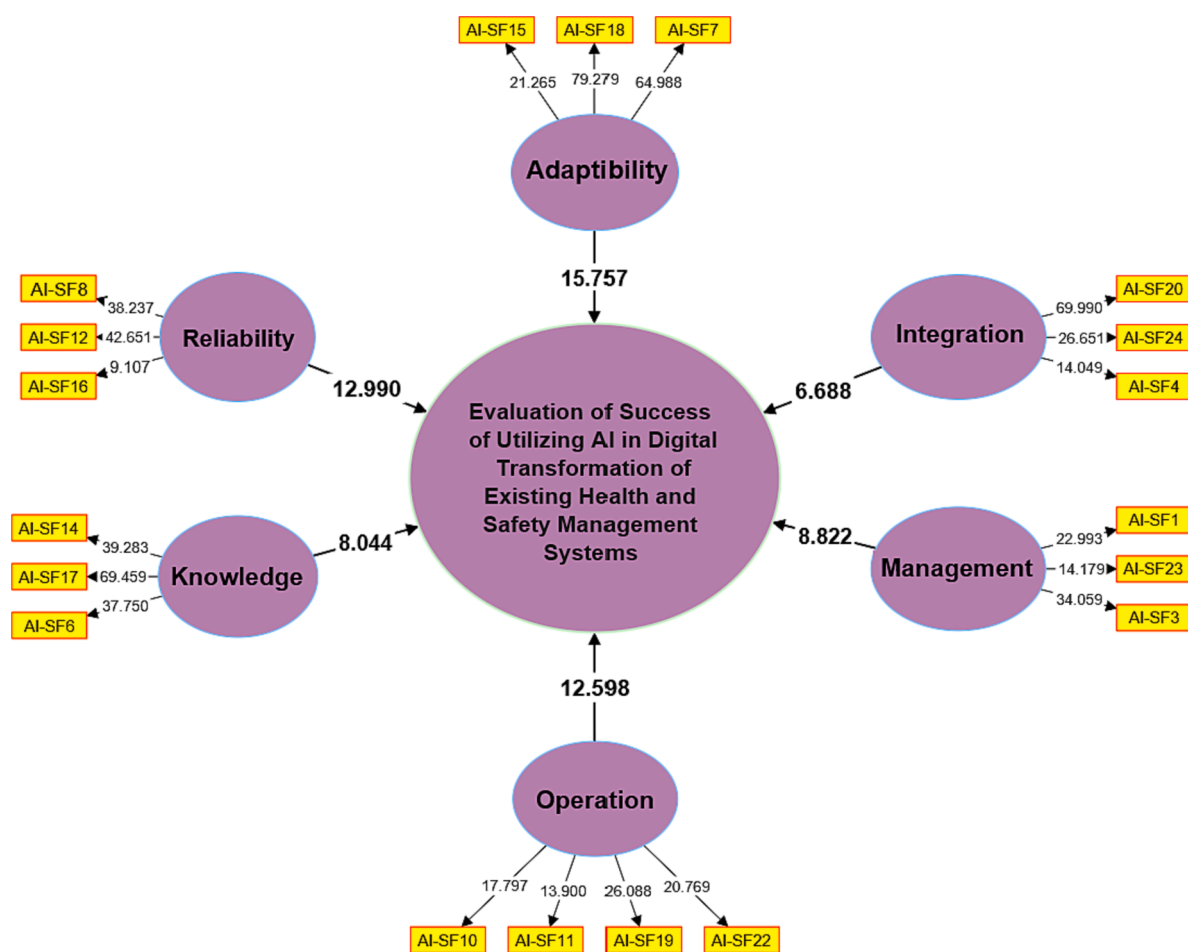 AI-SF15
AI-SF18
AI-SF7
21.265
79.279
64.988
Adaptibility
15.757
AI-SF8
AI-SF12
AI-SF16
38.237
42.651
9.107
Reliability
12.990
AI-SF20
AI-SF24
AI-SF4
69.990
26.651
14.049
Integration
6.688
Evaluation of Success
of Utilizing AI in Digital
Transformation of
Existing Health and
Safety Management
Systems
AI-SF14
AI-SF17
AI-SF6
39.283
69.459
37.750
Knowledge
8.044
AI-SF1
AI-SF23
AI-SF3
22.993
14.179
34.059
Management
8.822
12.598
Operation
17.797
13.900
26.088
20.769
AI-SF10
AI-SF11
AI-SF19
AI-SF22